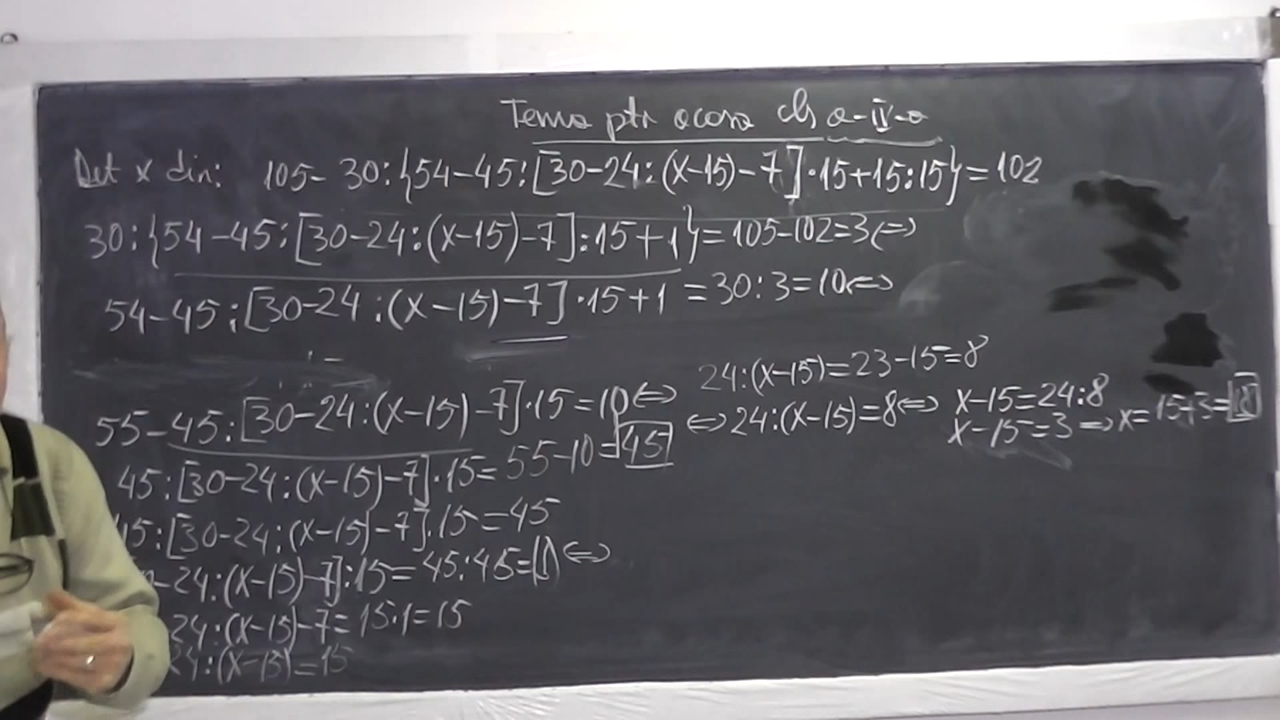 Tema ptr acasa cls a-IV-a
Det x din: 105-30:{54-45:[30-24:(x-15)-7]·15+15:15}=102
30:{54-45:[30-24:(x-15)-7]:15+1}=105-102=3⇔
54-45:[30-24:(x-15)-7]·15+1=30:3=10⇔
55-45:[30-24:(x-15)-7]·15=10⇔
45:[30-24:(x-15)-7]·15=55-10=45
45:[30-24:(x-15)-7]·15=45
-24:(x-15)-7]:15=45:45=(1)⇔
24:(x-15)-7=15·1=15
24:(x-15)=15
24:(x-15)=23-15=8
⇔24:(x-15)=8⇔ x-15=24:8
x-15=3⇒x=15+3=18